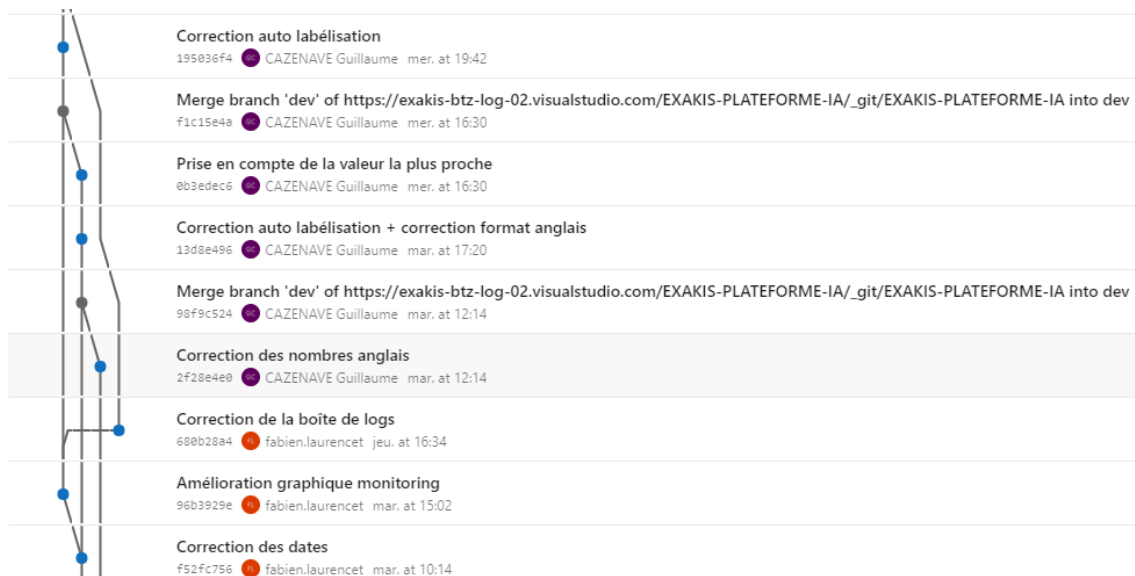 Correction auto labélisation
195036f4 GC CAZENAVE Guillaume mer. at 19:42
Merge branch 'dev' of https://exakis-btz-log-02.visualstudio.com/EXAKIS-PLATEFORME-IA/_git/EXAKIS-PLATEFORME-IA into dev
f1c15e4a GC CAZENAVE Guillaume mer. at 16:30
Prise en compte de la valeur la plus proche
0b3edec6 GC CAZENAVE Guillaume mer. at 16:30
Correction auto labélisation + correction format anglais
13d8e496 GC CAZENAVE Guillaume mar. at 17:20
Merge branch 'dev' of https://exakis-btz-log-02.visualstudio.com/EXAKIS-PLATEFORME-IA/_git/EXAKIS-PLATEFORME-IA into dev
98f9c524 GC CAZENAVE Guillaume mar. at 12:14
Correction des nombres anglais
2f28e4e0 GC CAZENAVE Guillaume mar. at 12:14
Correction de la boîte de logs
680b28a4 FL fabien.laurencet jeu. at 16:34
Amélioration graphique monitoring
96b3929e FL fabien.laurencet mar. at 15:02
Correction des dates
f52fc756 FL fabien.laurencet mar. at 10:14